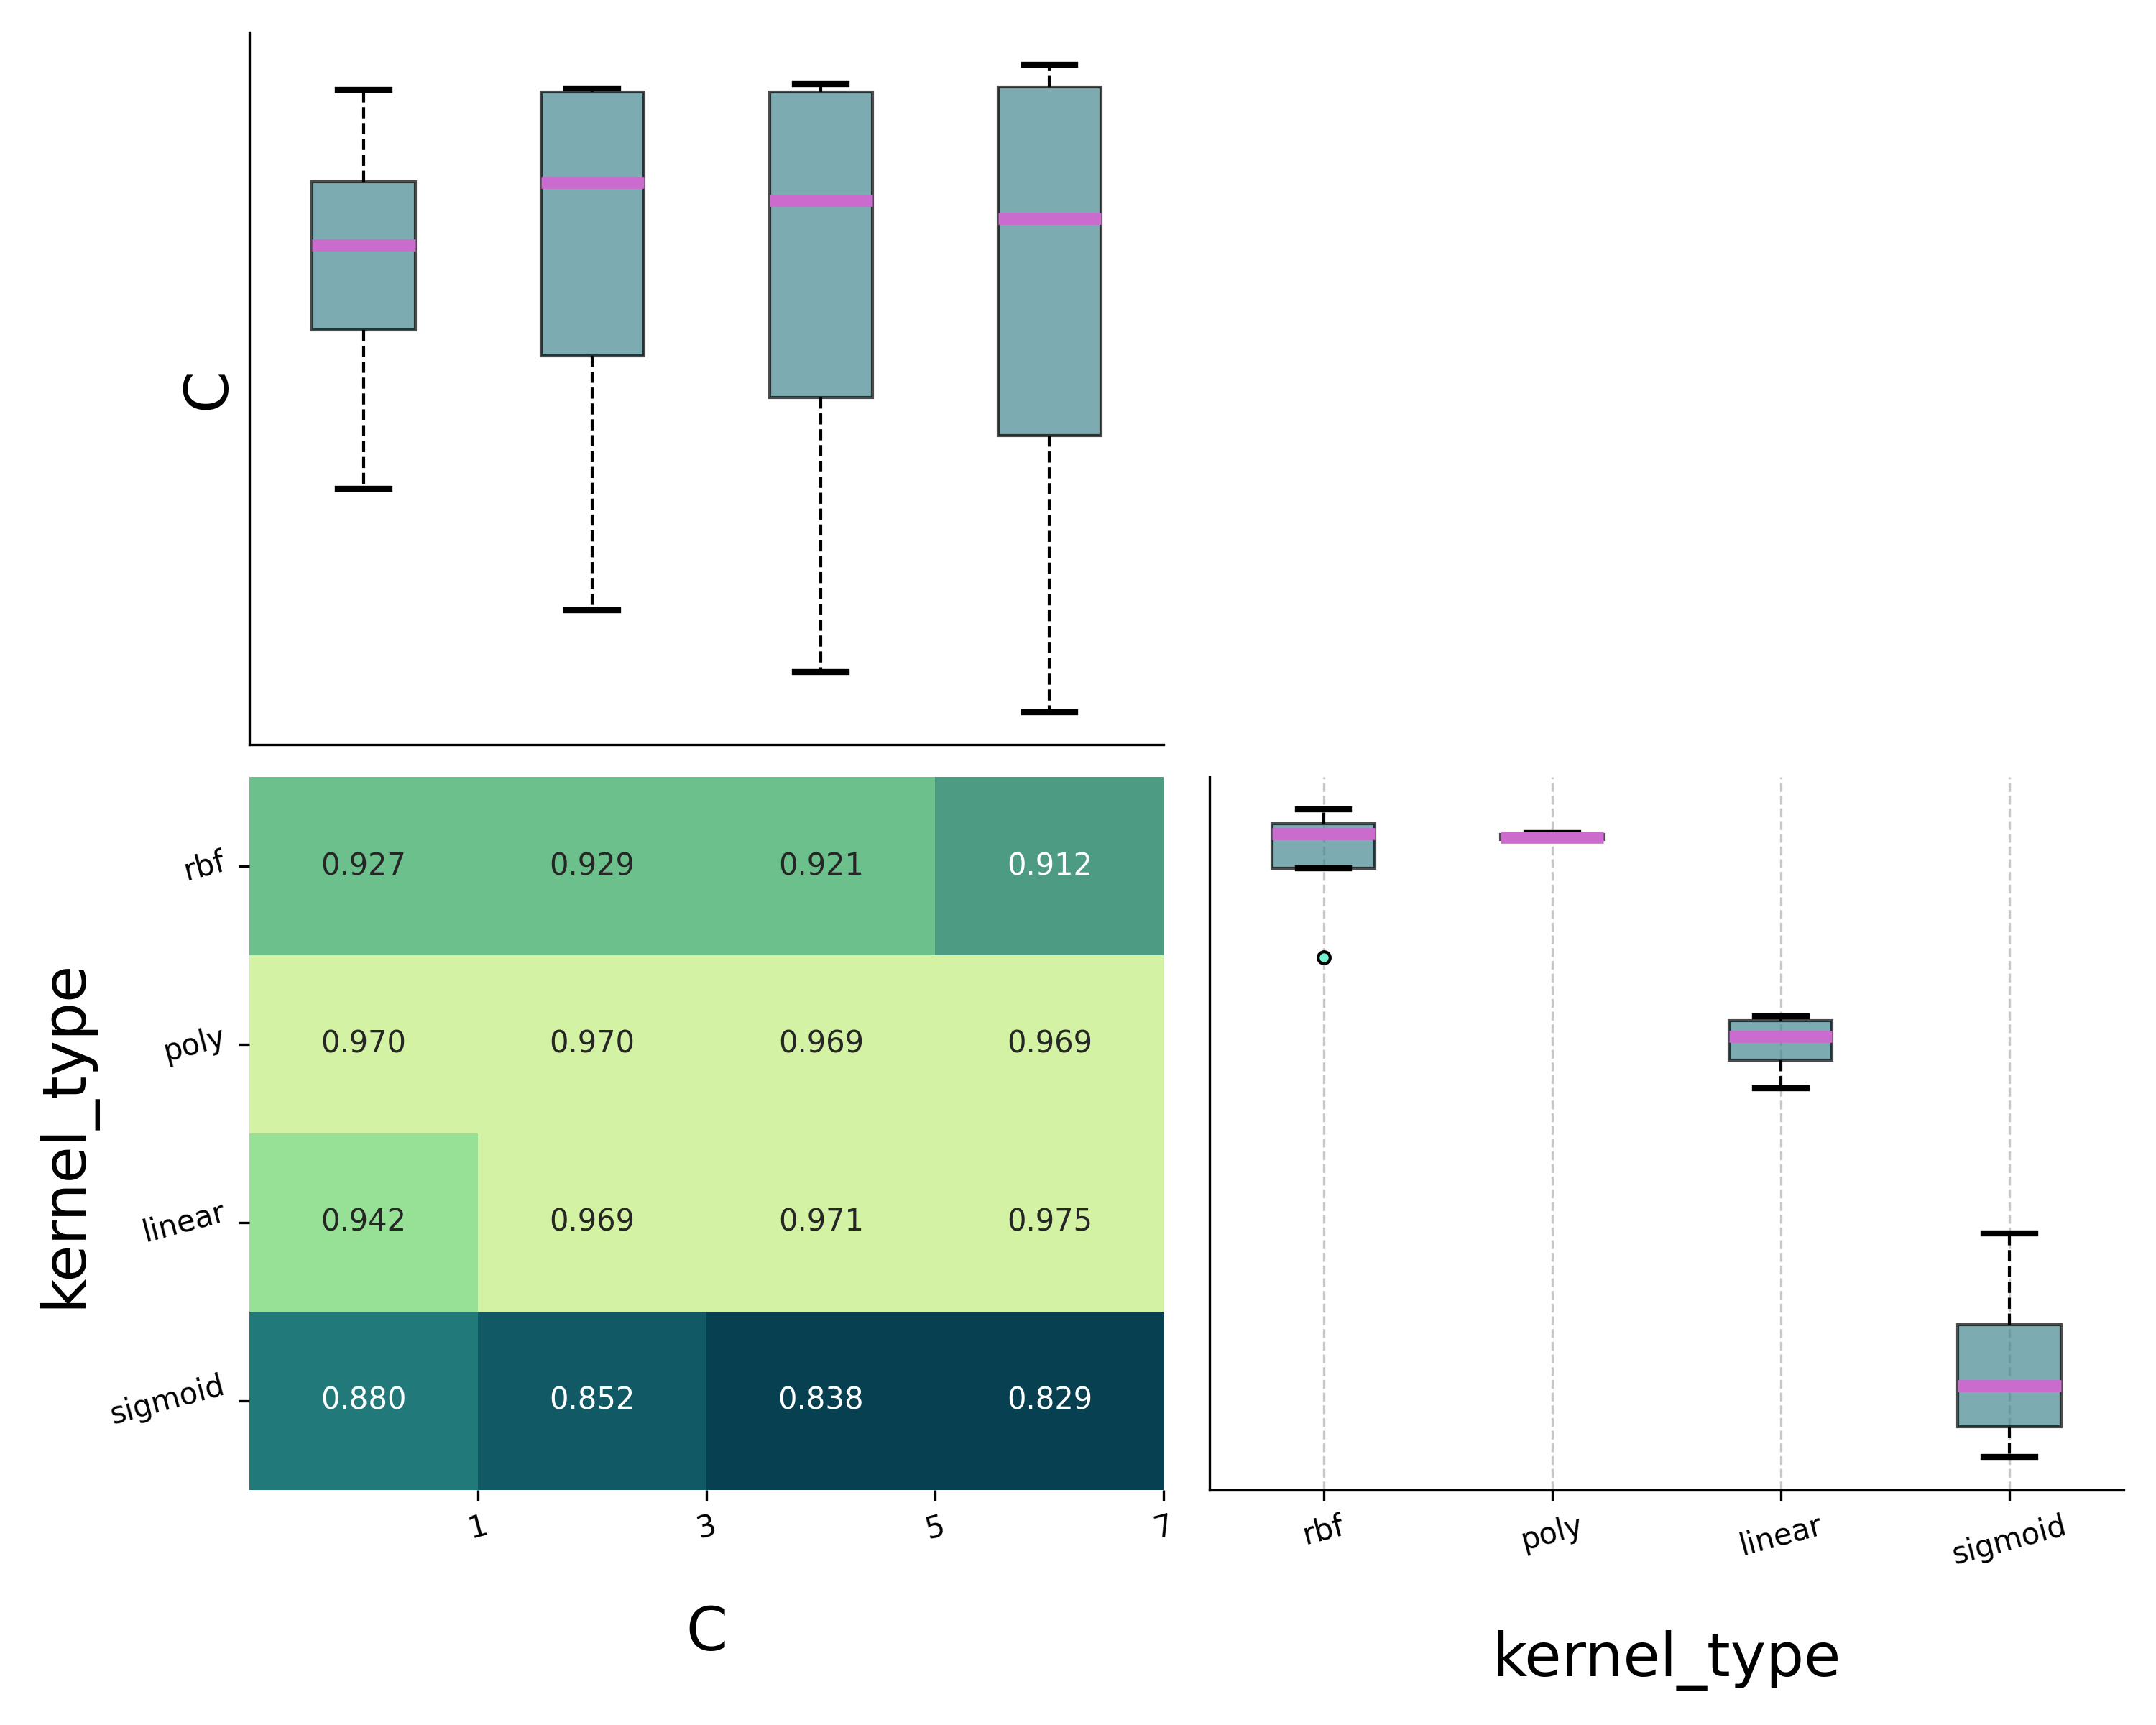 C
kernel_type
rbf
0.927 0.929 0.921 0.912
poly
0.970 0.970 0.969 0.969
linear
0.942 0.969 0.971 0.975
sigmoid
0.880 0.852 0.838 0.829
1 3 5 7
C
rbf poly linear sigmoid
kernel_type